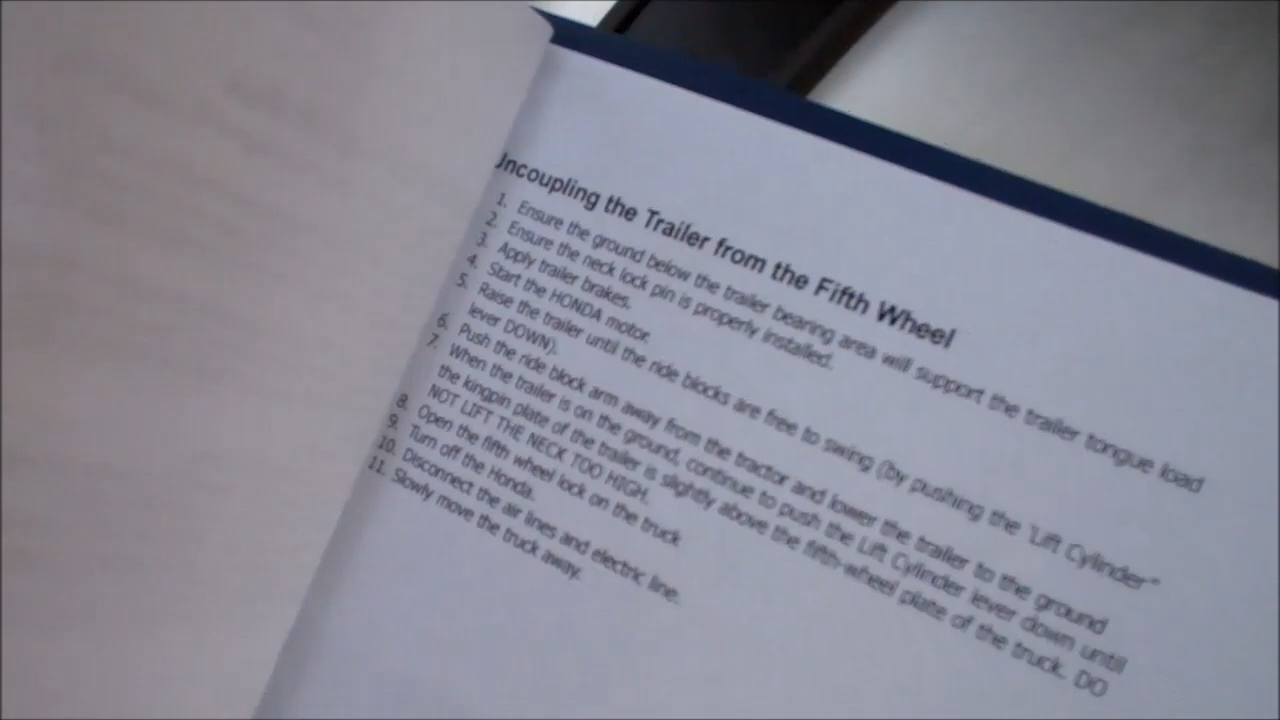 Uncoupling the Trailer from the Fifth Wheel
1. Ensure the ground below the trailer bearing area will support the trailer tongue load
2. Ensure the neck lock pin is properly installed.
3. Apply trailer brakes.
4. Start the HONDA motor.
5. Raise the trailer until the ride blocks are free to swing (by pushing the "Lift Cylinder"
lever DOWN).
6. Push the ride block arm away from the tractor and lower the trailer to the ground
7. When the trailer is on the ground, continue to push the Lift Cylinder lever down until
the kingpin plate of the trailer is slightly above the fifth-wheel plate of the truck. DO
NOT LIFT THE NECK TOO HIGH.
8. Open the fifth wheel lock on the truck
9. Turn off the Honda.
10. Disconnect the air lines and electric line.
11. Slowly move the truck away.